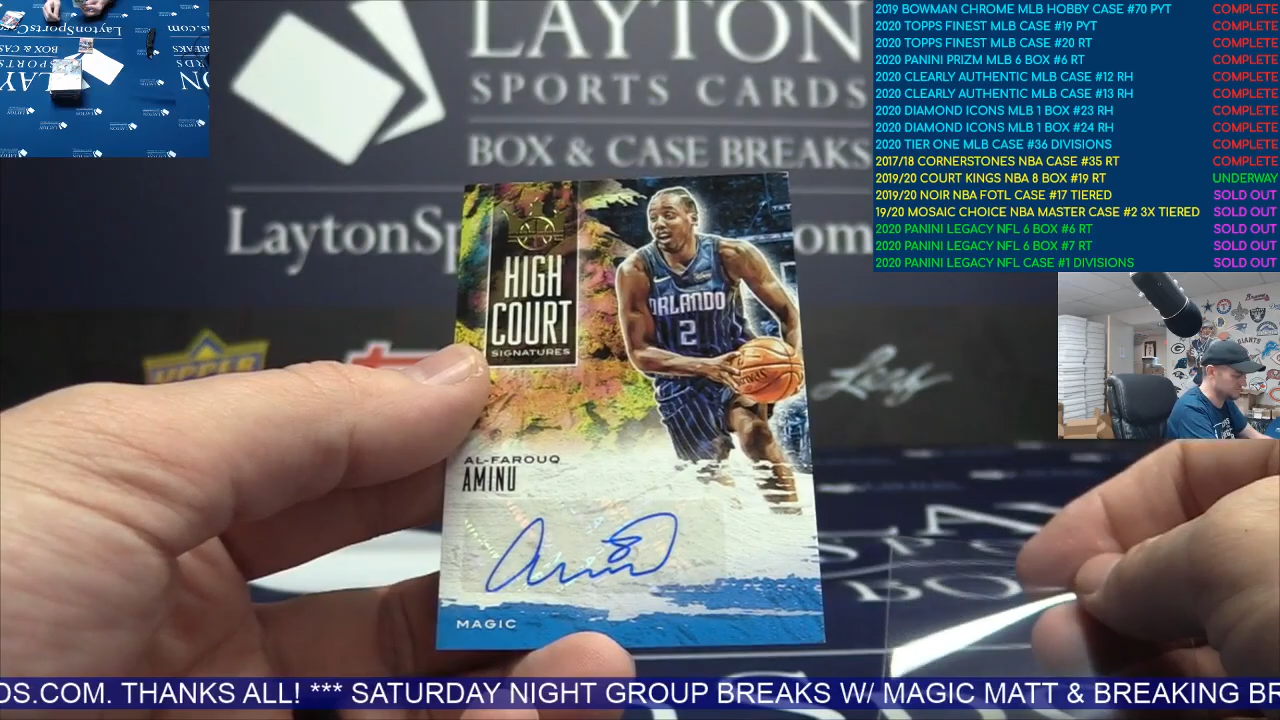 LAYTON
SPORTS CARDS
BOX & CASE BREAKS
LaytonSp
om
2019 BOWMAN CHROME MLB HOBBY CASE #70 PYT COMPLETE
2020 TOPPS FINEST MLB CASE #19 PYT COMPLETE
2020 TOPPS FINEST MLB CASE #20 RT COMPLETE
2020 PANINI PRIZM MLB 6 BOX #6 RT COMPLETE
2020 CLEARLY AUTHENTIC MLB CASE #12 RH COMPLETE
2020 CLEARLY AUTHENTIC MLB CASE #13 RH COMPLETE
2020 DIAMOND ICONS MLB 1 BOX #23 RH COMPLETE
2020 DIAMOND ICONS MLB 1 BOX #24 RH COMPLETE
2020 TIER ONE MLB CASE #36 DIVISIONS COMPLETE
2017/18 CORNERSTONES NBA CASE #35 RT COMPLETE
2019/20 COURT KINGS NBA 8 BOX #19 RT UNDERWAY
2019/20 NOIR NBA FOTL CASE #17 TIERED SOLD OUT
19/20 MOSAIC CHOICE NBA MASTER CASE #2 3X TIERED SOLD OUT
2020 PANINI LEGACY NFL 6 BOX #6 RT SOLD OUT
2020 PANINI LEGACY NFL 6 BOX #7 RT SOLD OUT
2020 PANINI LEGACY NFL CASE #1 DIVISIONS SOLD OUT
HIGH
COURT
SIGNATURES
ORLANDO
2
AL-FAROUQ
AMINU
MAGIC
UPPER
Leaf
GIANTS
DS.COM. THANKS ALL! *** SATURDAY NIGHT GROUP BREAKS W/ MAGIC MATT & BREAKING BR